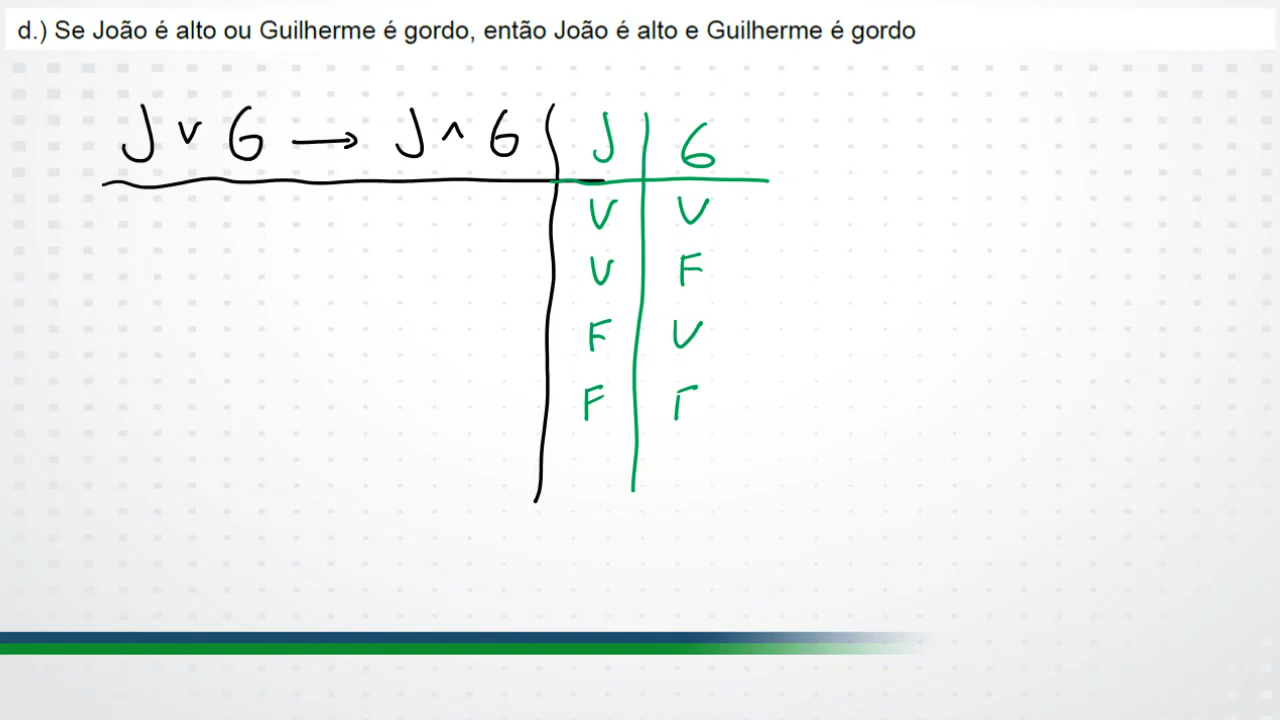 d.) Se João é alto ou Guilherme é gordo, então João é alto e Guilherme é gordo
J ∨ G → J ∧ G J G
V V
V F
F V
F